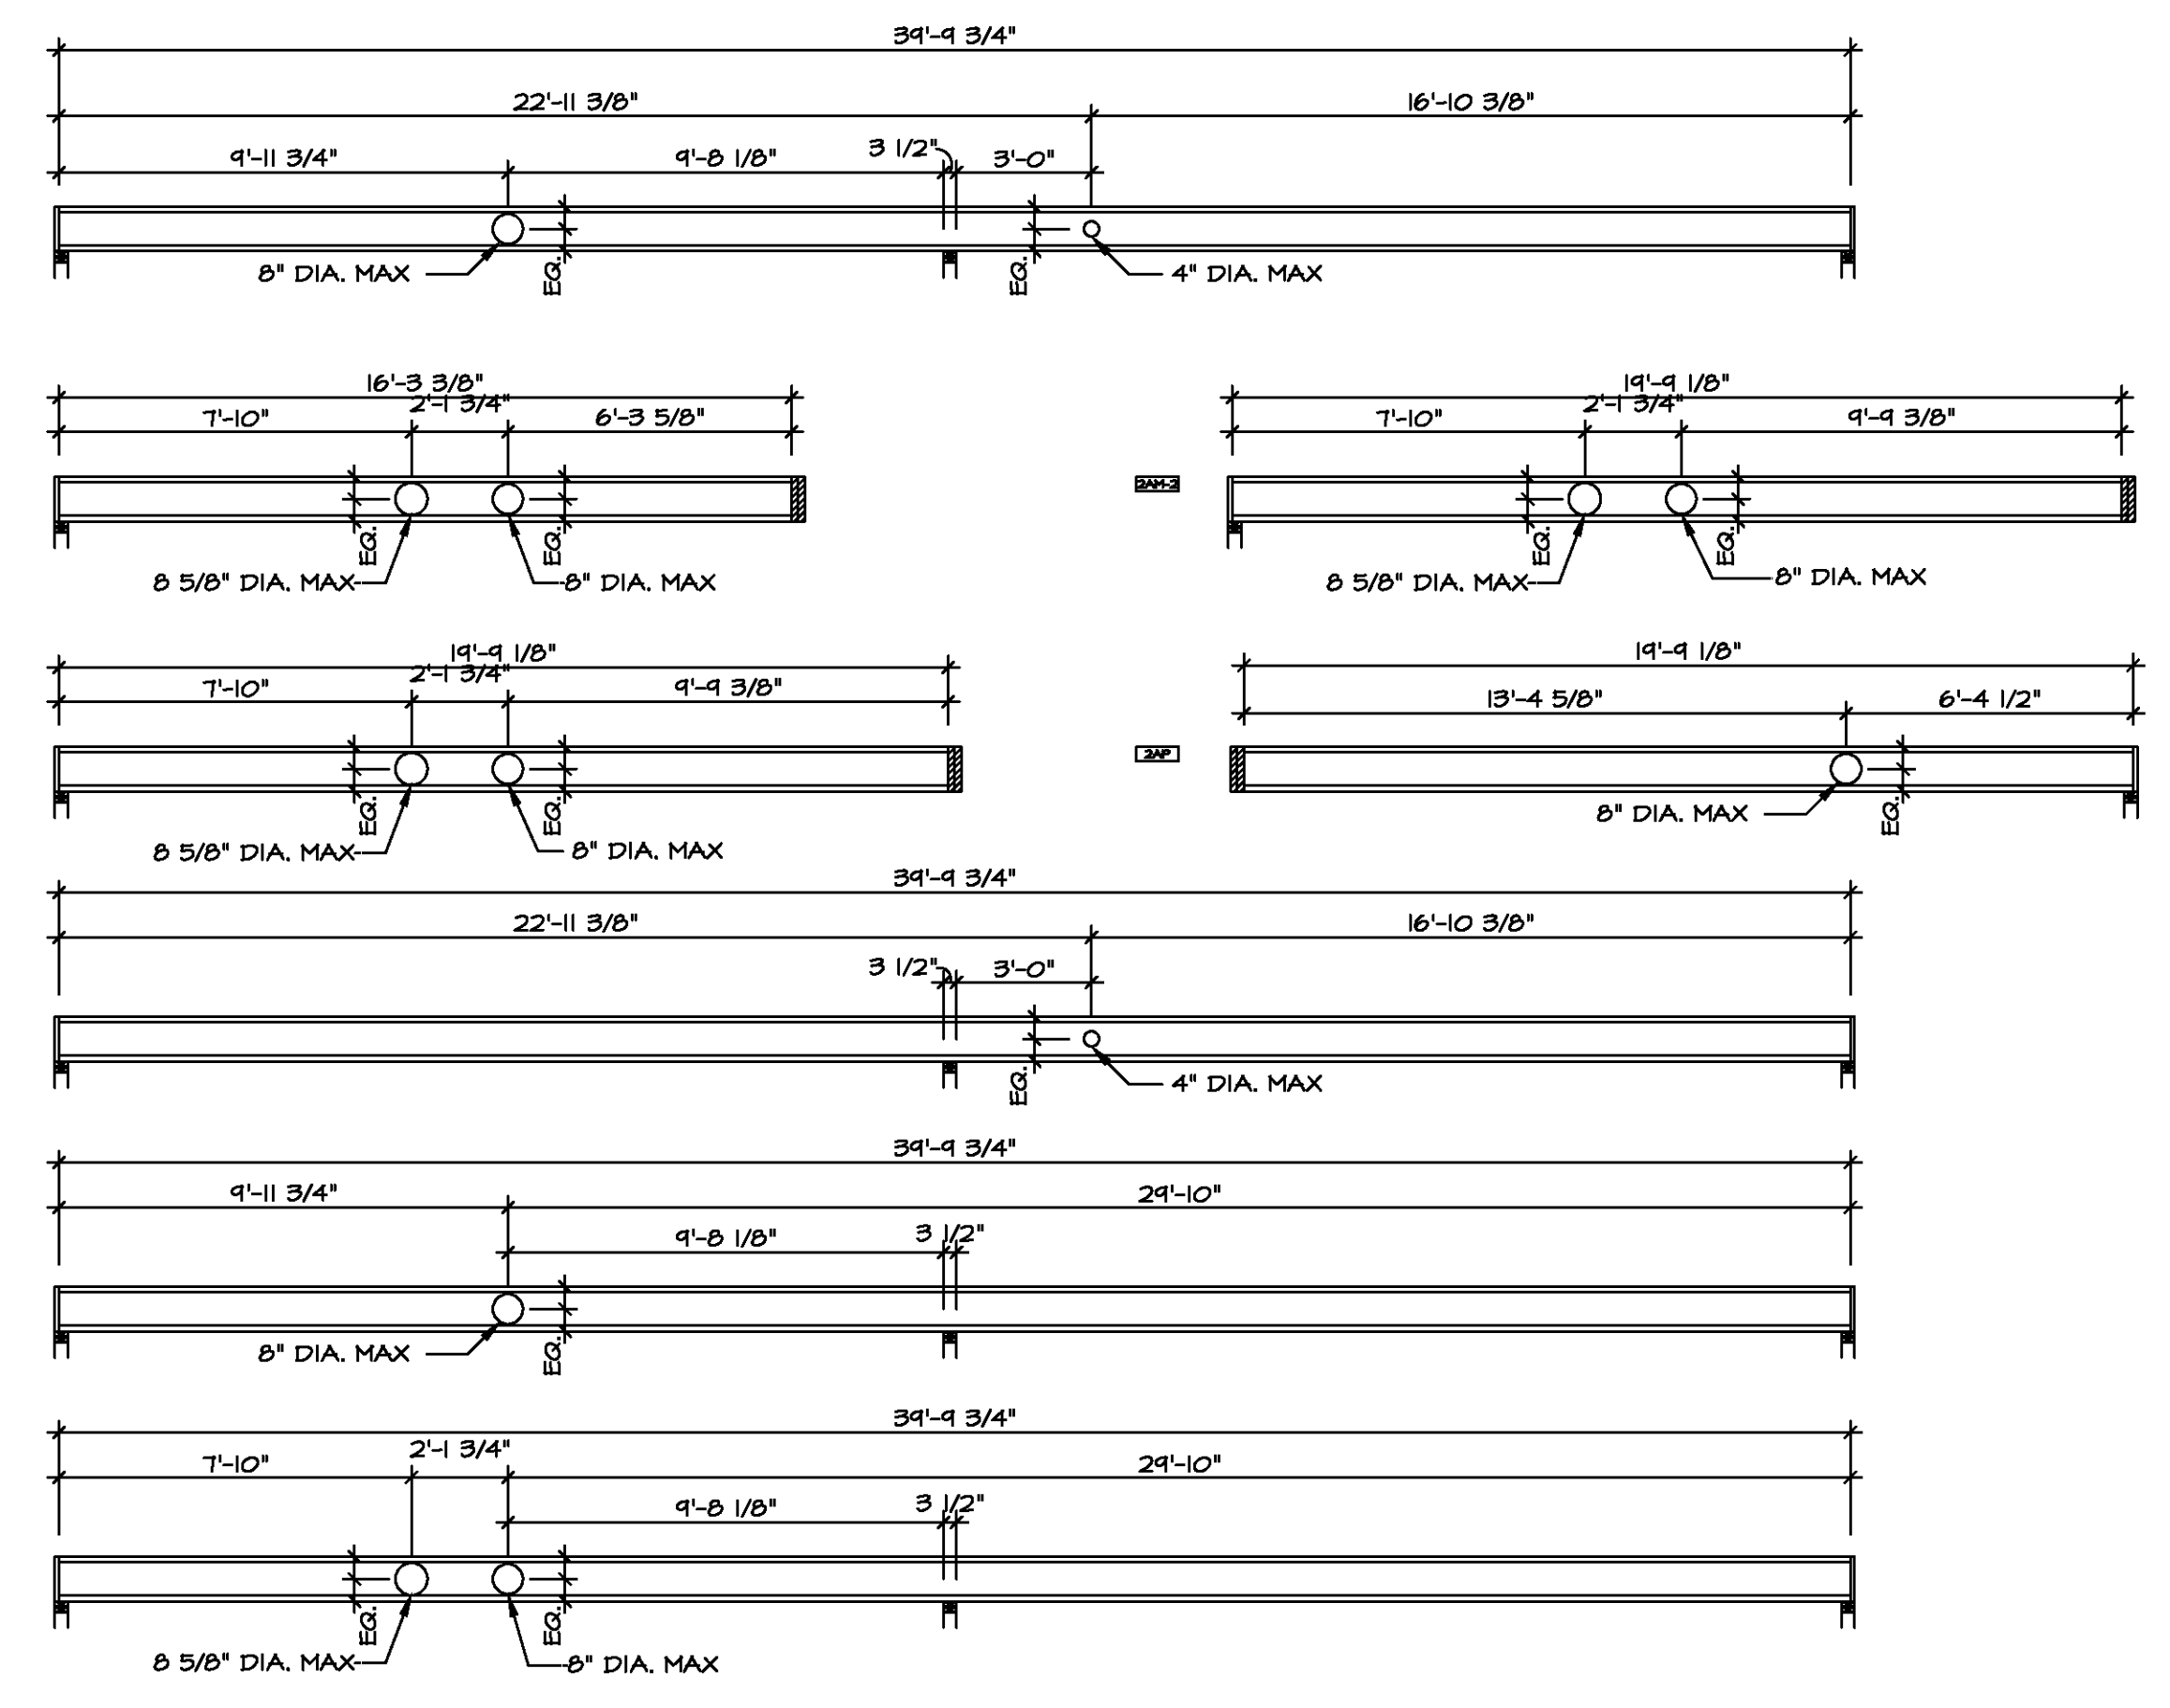 39'-9 3/4"
22'-11 3/8" 16'-10 3/8"
9'-11 3/4" 9'-8 1/8" 3 1/2" 3'-0"
8" DIA. MAX EQ. EQ. 4" DIA. MAX
16'-3 3/8" 19'-9 1/8"
2'-1 3/4" 2'-1 3/4"
7'-10" 6'-3 5/8" 7'-10" 9'-9 3/8"
2AM-2
EQ. EQ. EQ. EQ.
8 5/8" DIA. MAX 8" DIA. MAX 8 5/8" DIA. MAX 8" DIA. MAX
19'-9 1/8" 19'-9 1/8"
2'-1 3/4"
7'-10" 9'-9 3/8" 13'-4 5/8" 6'-4 1/2"
2AP
EQ. EQ. 8" DIA. MAX EQ.
8 5/8" DIA. MAX 8" DIA. MAX
39'-9 3/4"
22'-11 3/8" 16'-10 3/8"
3 1/2" 3'-0"
EQ. 4" DIA. MAX
39'-9 3/4"
9'-11 3/4" 29'-10"
9'-8 1/8" 3 1/2"
8" DIA. MAX EQ.
39'-9 3/4"
2'-1 3/4"
7'-10" 29'-10"
9'-8 1/8" 3 1/2"
EQ. EQ.
8 5/8" DIA. MAX 8" DIA. MAX